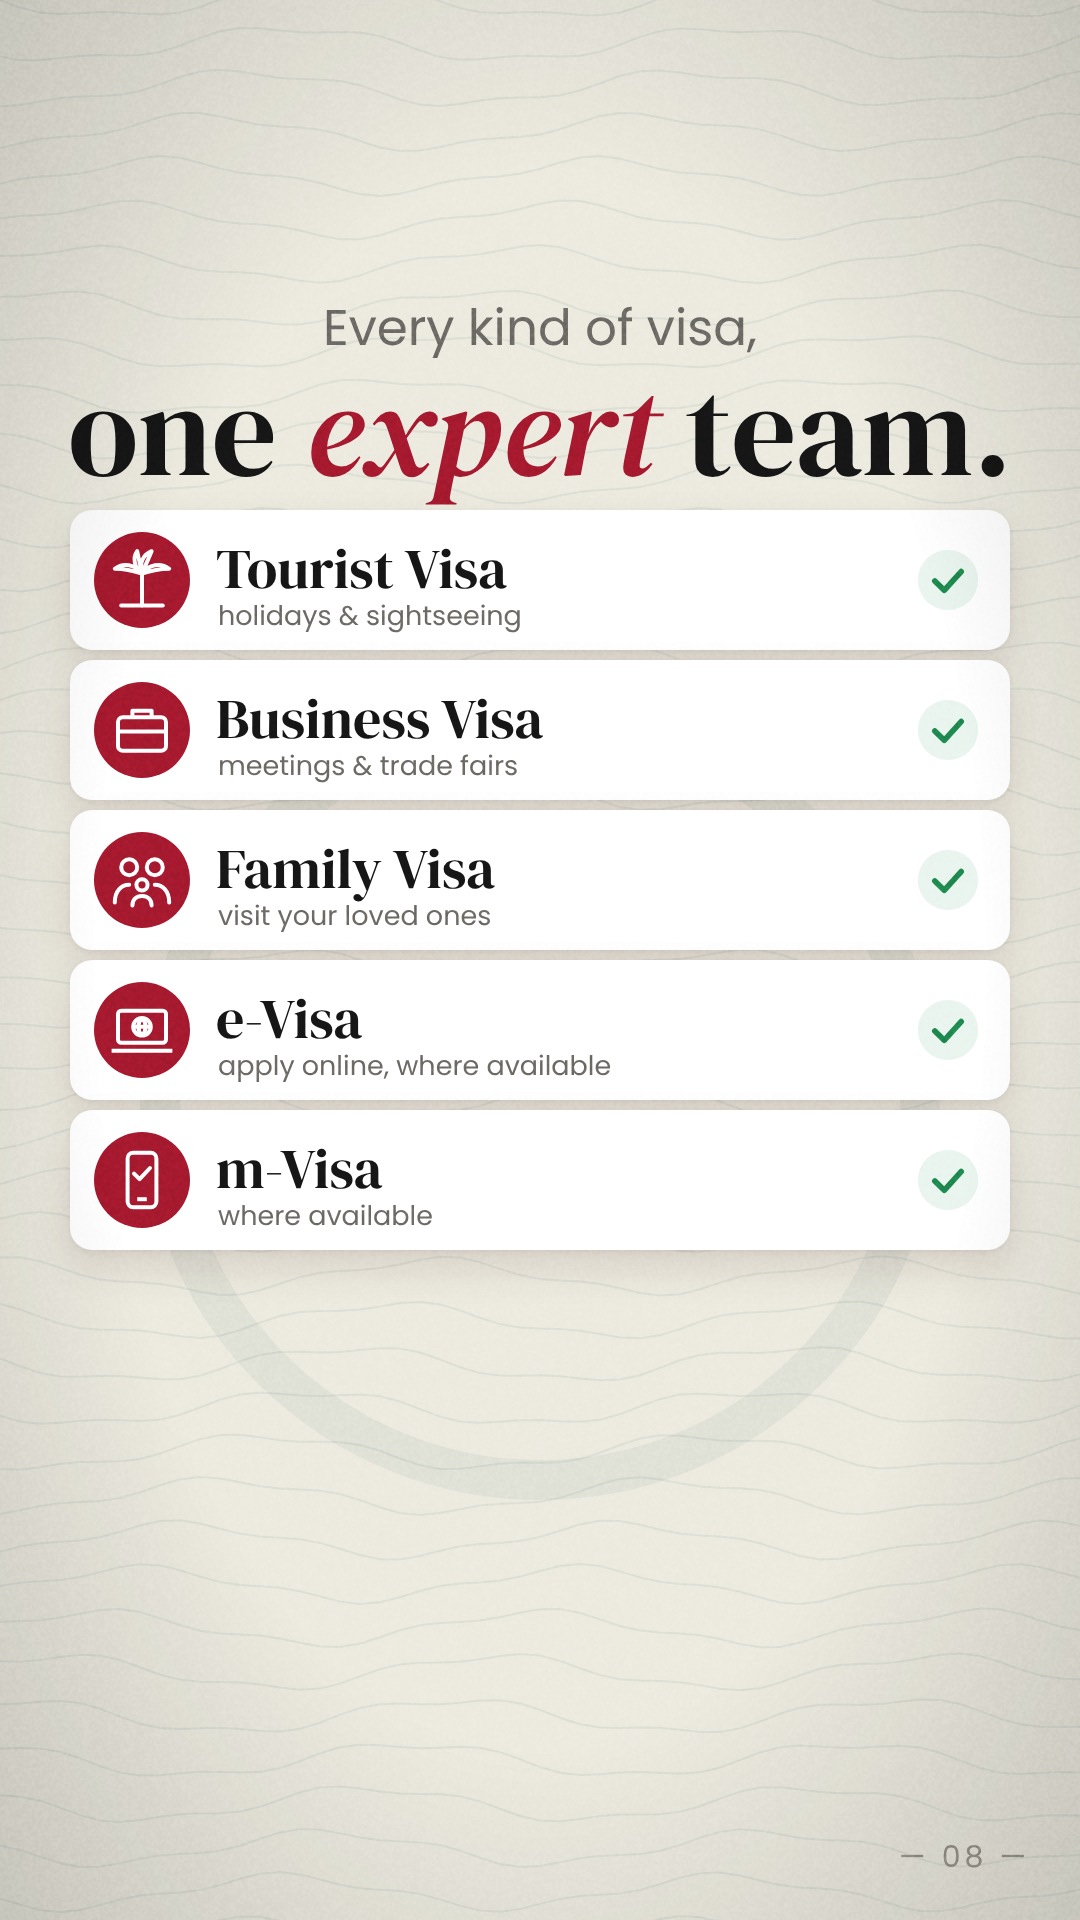 Every kind of visa,
one expert team.
Tourist Visa
holidays & sightseeing
Business Visa
meetings & trade fairs
Family Visa
visit your loved ones
e-Visa
apply online, where available
m-Visa
where available
— 08 —